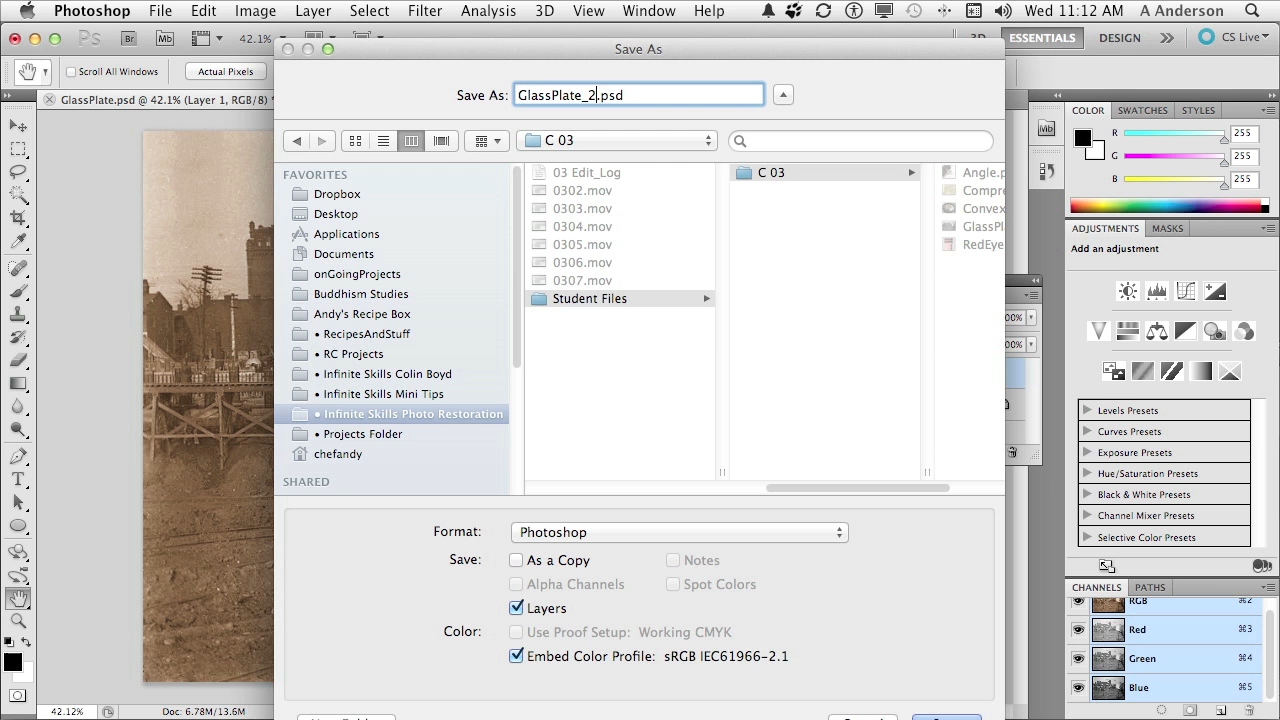 Photoshop File Edit Image Layer Select Filter Analysis 3D View Window Help Wed 11:12 AM A Anderson
Ps Br Mb 42.1% ESSENTIALS DESIGN CS Live
Scroll All Windows Actual Pixels
GlassPlate.psd @ 42.1% (Layer 1, RGB/8) *
Save As
Save As: GlassPlate_2.psd
C 03
FAVORITES
Dropbox
Desktop
Applications
Documents
onGoingProjects
Buddhism Studies
Andy's Recipe Box
• RecipesAndStuff
• RC Projects
• Infinite Skills Colin Boyd
• Infinite Skills Mini Tips
• Infinite Skills Photo Restoration
• Projects Folder
chefandy
SHARED
03 Edit_Log
0302.mov
0303.mov
0304.mov
0305.mov
0306.mov
0307.mov
Student Files
C 03
Angle.p
Compre
Convex
GlassPl
RedEye
Format: Photoshop
Save: As a Copy Notes
Alpha Channels Spot Colors
Layers
Color: Use Proof Setup: Working CMYK
Embed Color Profile: sRGB IEC61966-2.1
42.12% Doc: 6.78M/13.6M
Mb
COLOR SWATCHES STYLES
R 255
G 255
B 255
ADJUSTMENTS MASKS
Add an adjustment
00%
00%
Levels Presets
Curves Presets
Exposure Presets
Hue/Saturation Presets
Black & White Presets
Channel Mixer Presets
Selective Color Presets
CHANNELS PATHS
RGB ⌘2
Red ⌘3
Green ⌘4
Blue ⌘5